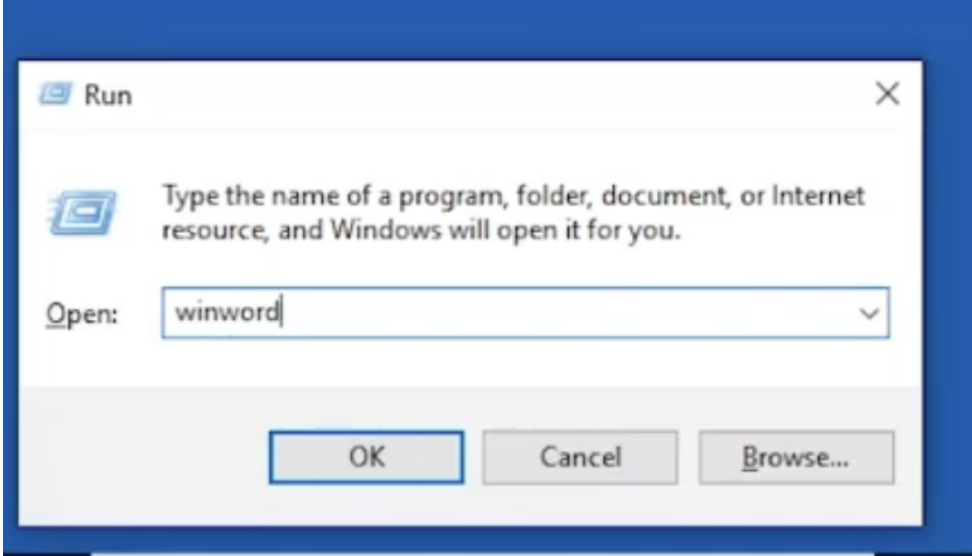 Run
Type the name of a program, folder, document, or Internet
resource, and Windows will open it for you.
Open: winword
OK Cancel Browse...